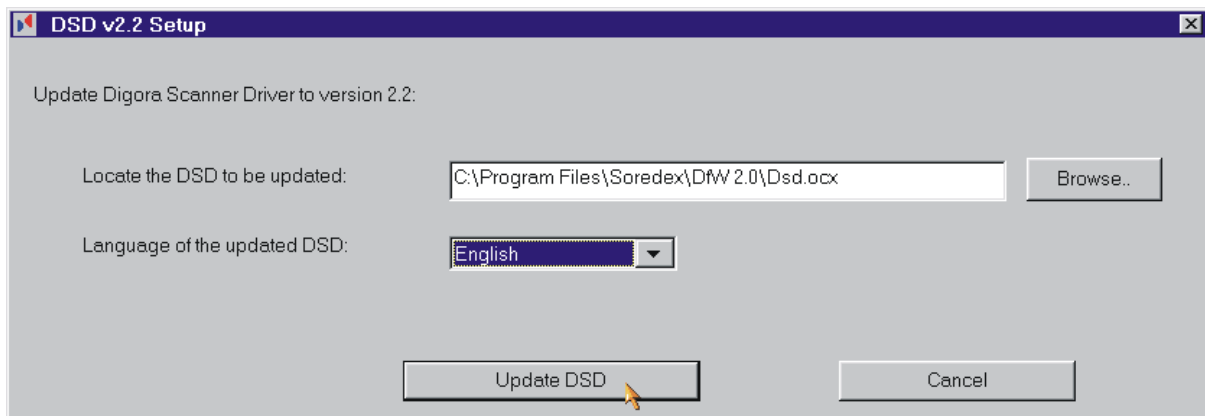 DSD v2.2 Setup
Update Digora Scanner Driver to version 2.2:
Locate the DSD to be updated: C:\Program Files\Soredex\DfW 2.0\Dsd.ocx Browse..
Language of the updated DSD: English
Update DSD Cancel